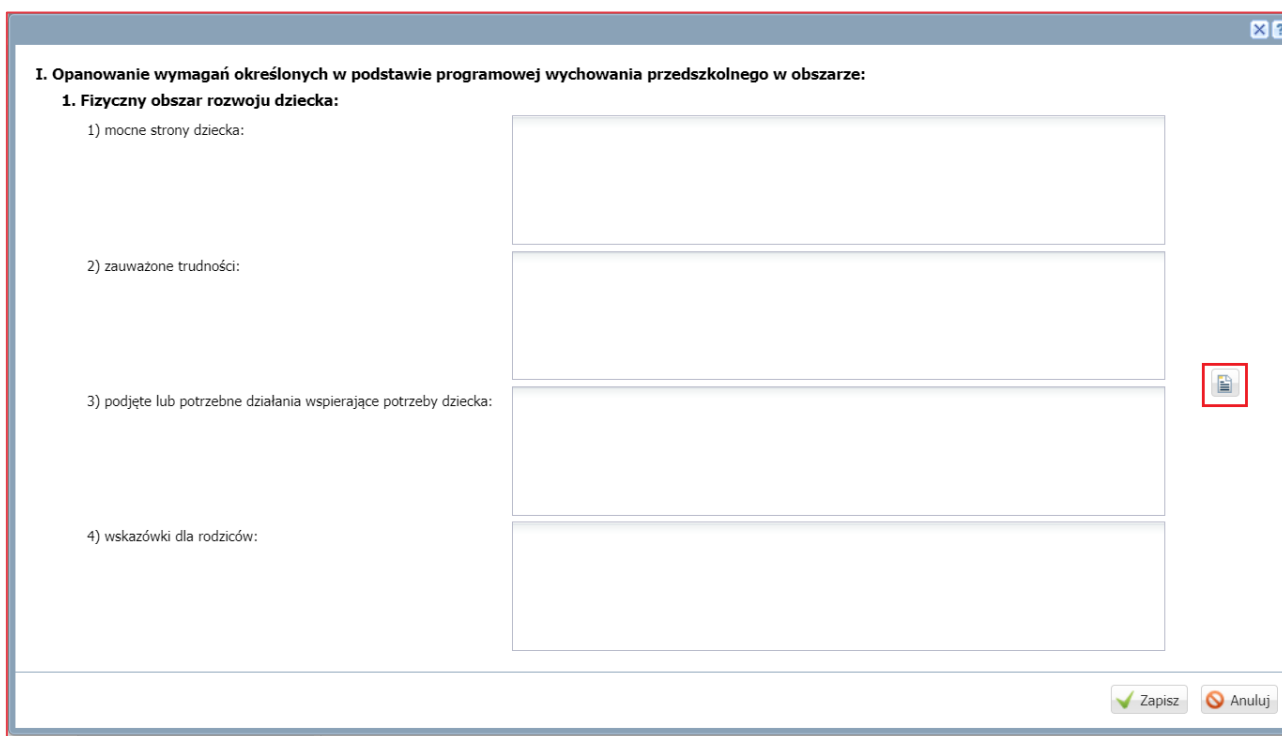 I. Opanowanie wymagań określonych w podstawie programowej wychowania przedszkolnego w obszarze:
1. Fizyczny obszar rozwoju dziecka:
1) mocne strony dziecka:
2) zauważone trudności:
3) podjęte lub potrzebne działania wspierające potrzeby dziecka:
4) wskazówki dla rodziców:
Zapisz Anuluj